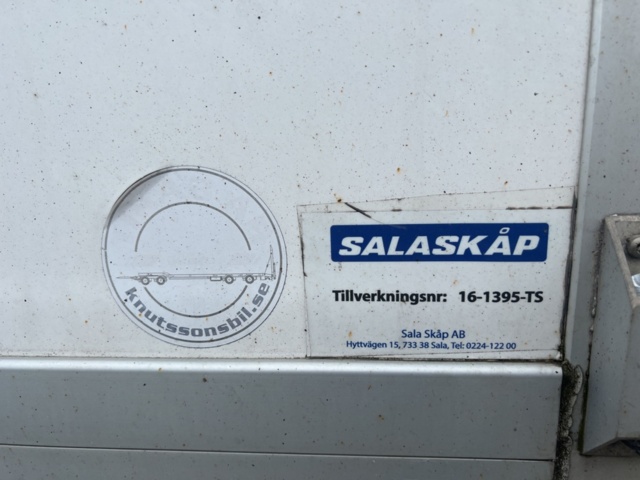 knutssonsbil.se
SALASKÅP
Tillverkningsnr: 16-1395-TS
Sala Skåp AB
Hyttvägen 15, 733 38 Sala, Tel: 0224-122 00